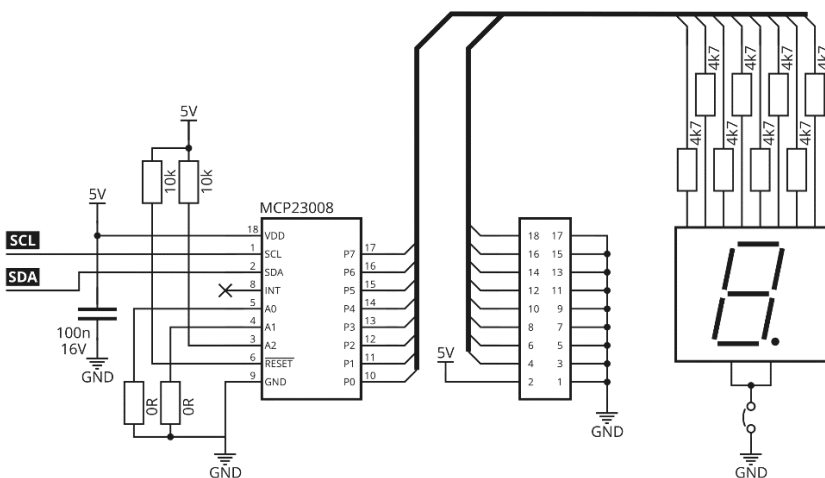 4k7 4k7 4k7 4k7
4k7 4k7 4k7 4k7
5V
10k 10k
5V
MCP23008
SCL
SDA
18 VDD
1 SCL
2 SDA
8 INT
5 A0
4 A1
3 A2
6 RESET
9 GND
P7 17
P6 16
P5 15
P4 14
P3 13
P2 12
P1 11
P0 10
100n
16V
GND
0R 0R
GND
18 17
16 15
14 13
12 11
10 9
8 7
6 5
4 3
2 1
5V
GND
GND